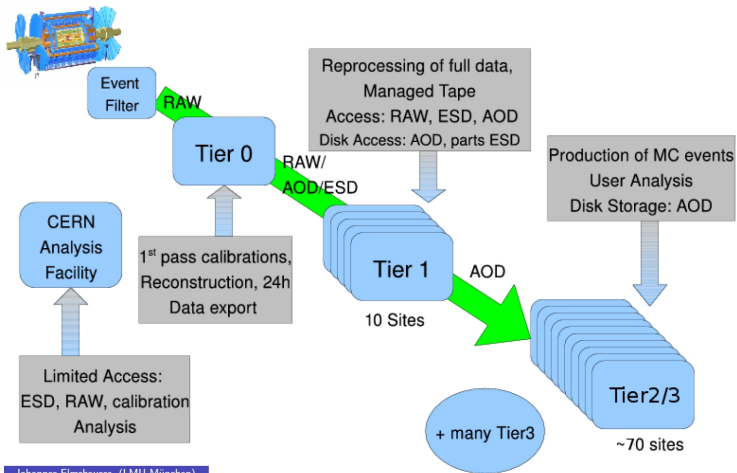 Event
Filter
RAW
Tier 0
RAW/
AOD/ESD
Reprocessing of full data,
Managed Tape
Access: RAW, ESD, AOD
Disk Access: AOD, parts ESD
Production of MC events
User Analysis
Disk Storage: AOD
CERN
Analysis
Facility
1st pass calibrations,
Reconstruction, 24h
Data export
Tier 1
10 Sites
AOD
Limited Access:
ESD, RAW, calibration
Analysis
+ many Tier3
Tier2/3
~70 sites
(LMU München)